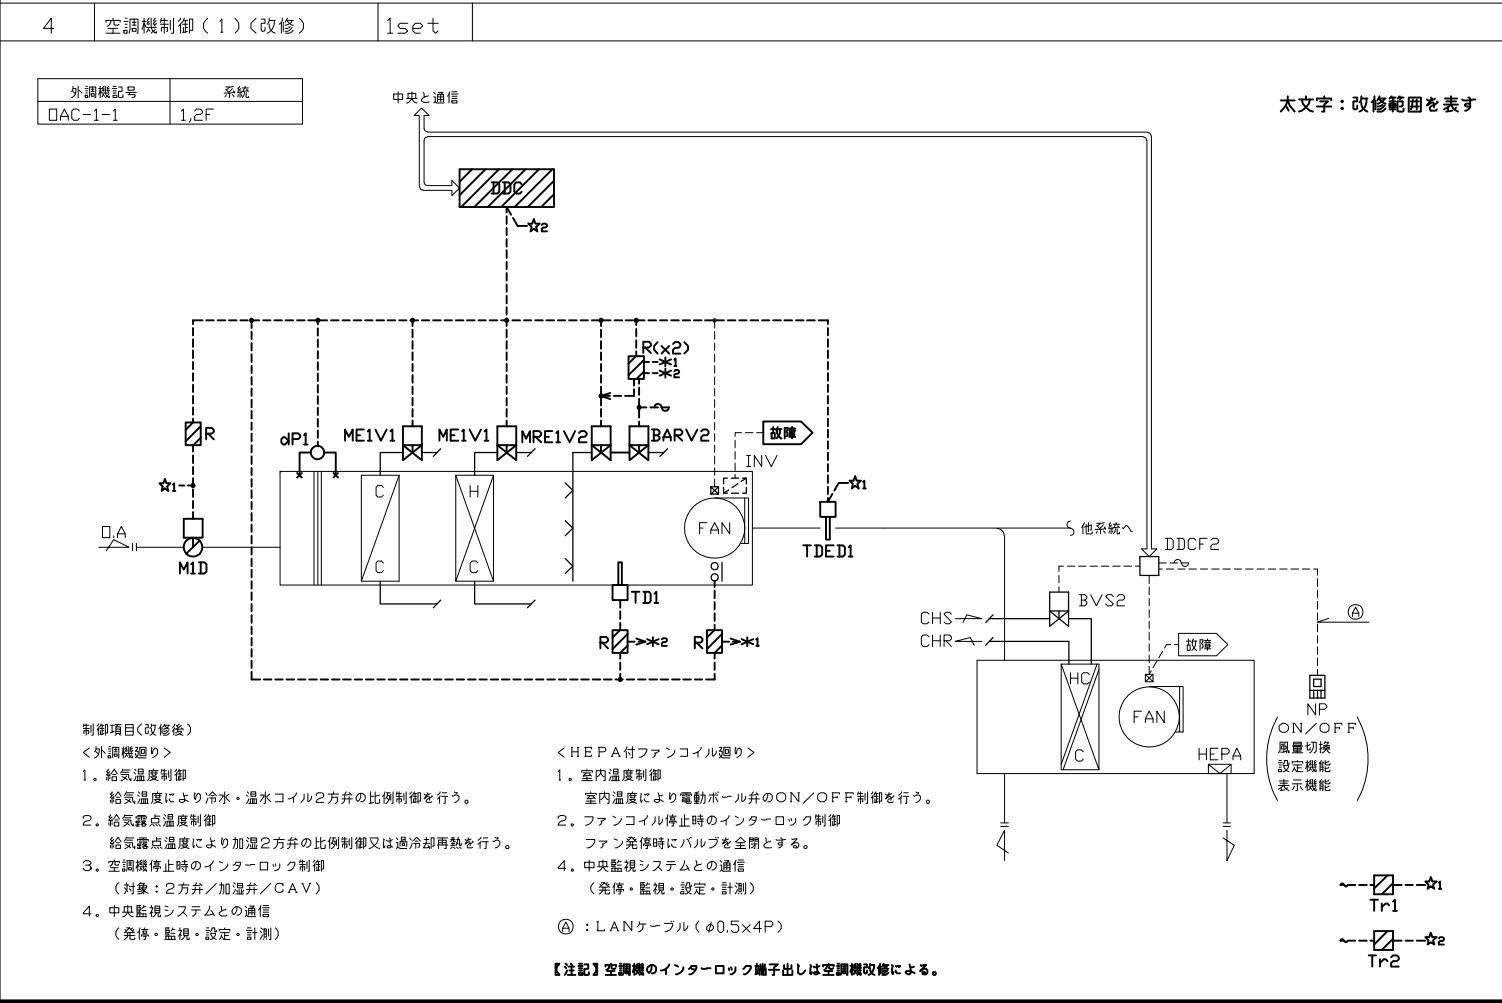 4 空調機制御(1)(改修) 1set
外調機記号 系統
OAC-1-1 1,2F
中央と通信
太文字:改修範囲を表す
DDC
☆2
R(x2)
*1
*2
R
dP1
ME1V1
ME1V1
MRE1V2
BARV2
故障
INV
☆1
C
H
FAN
☆1
O.A
C
C
M1D
TDED1
他系統へ
DDCF2
TD1
BVS2
CHS
CHR
R
*2
R
*1
故障
A
HC
FAN
C
HEPA
NP
ON/OFF
風量切換
設定機能
表示機能
制御項目(改修後)
<外調機廻り>
1。給気温度制御
給気温度により冷水・温水コイル2方弁の比例制御を行う。
2。給気露点温度制御
給気露点温度により加湿2方弁の比例制御又は過冷却再熱を行う。
3。空調機停止時のインターロック制御
(対象:2方弁/加湿弁/CAV)
4。中央監視システムとの通信
(発停・監視・設定・計測)
<HEPA付ファンコイル廻り>
1。室内温度制御
室内温度により電動ボール弁のON/OFF制御を行う。
2。ファンコイル停止時のインターロック制御
ファン発停時にバルブを全閉とする。
4。中央監視システムとの通信
(発停・監視・設定・計測)
Ⓐ:LANケーブル(φ0.5x4P)
【注記】空調機のインターロック端子出しは空調機改修による。
☆1
Tr1
☆2
Tr2